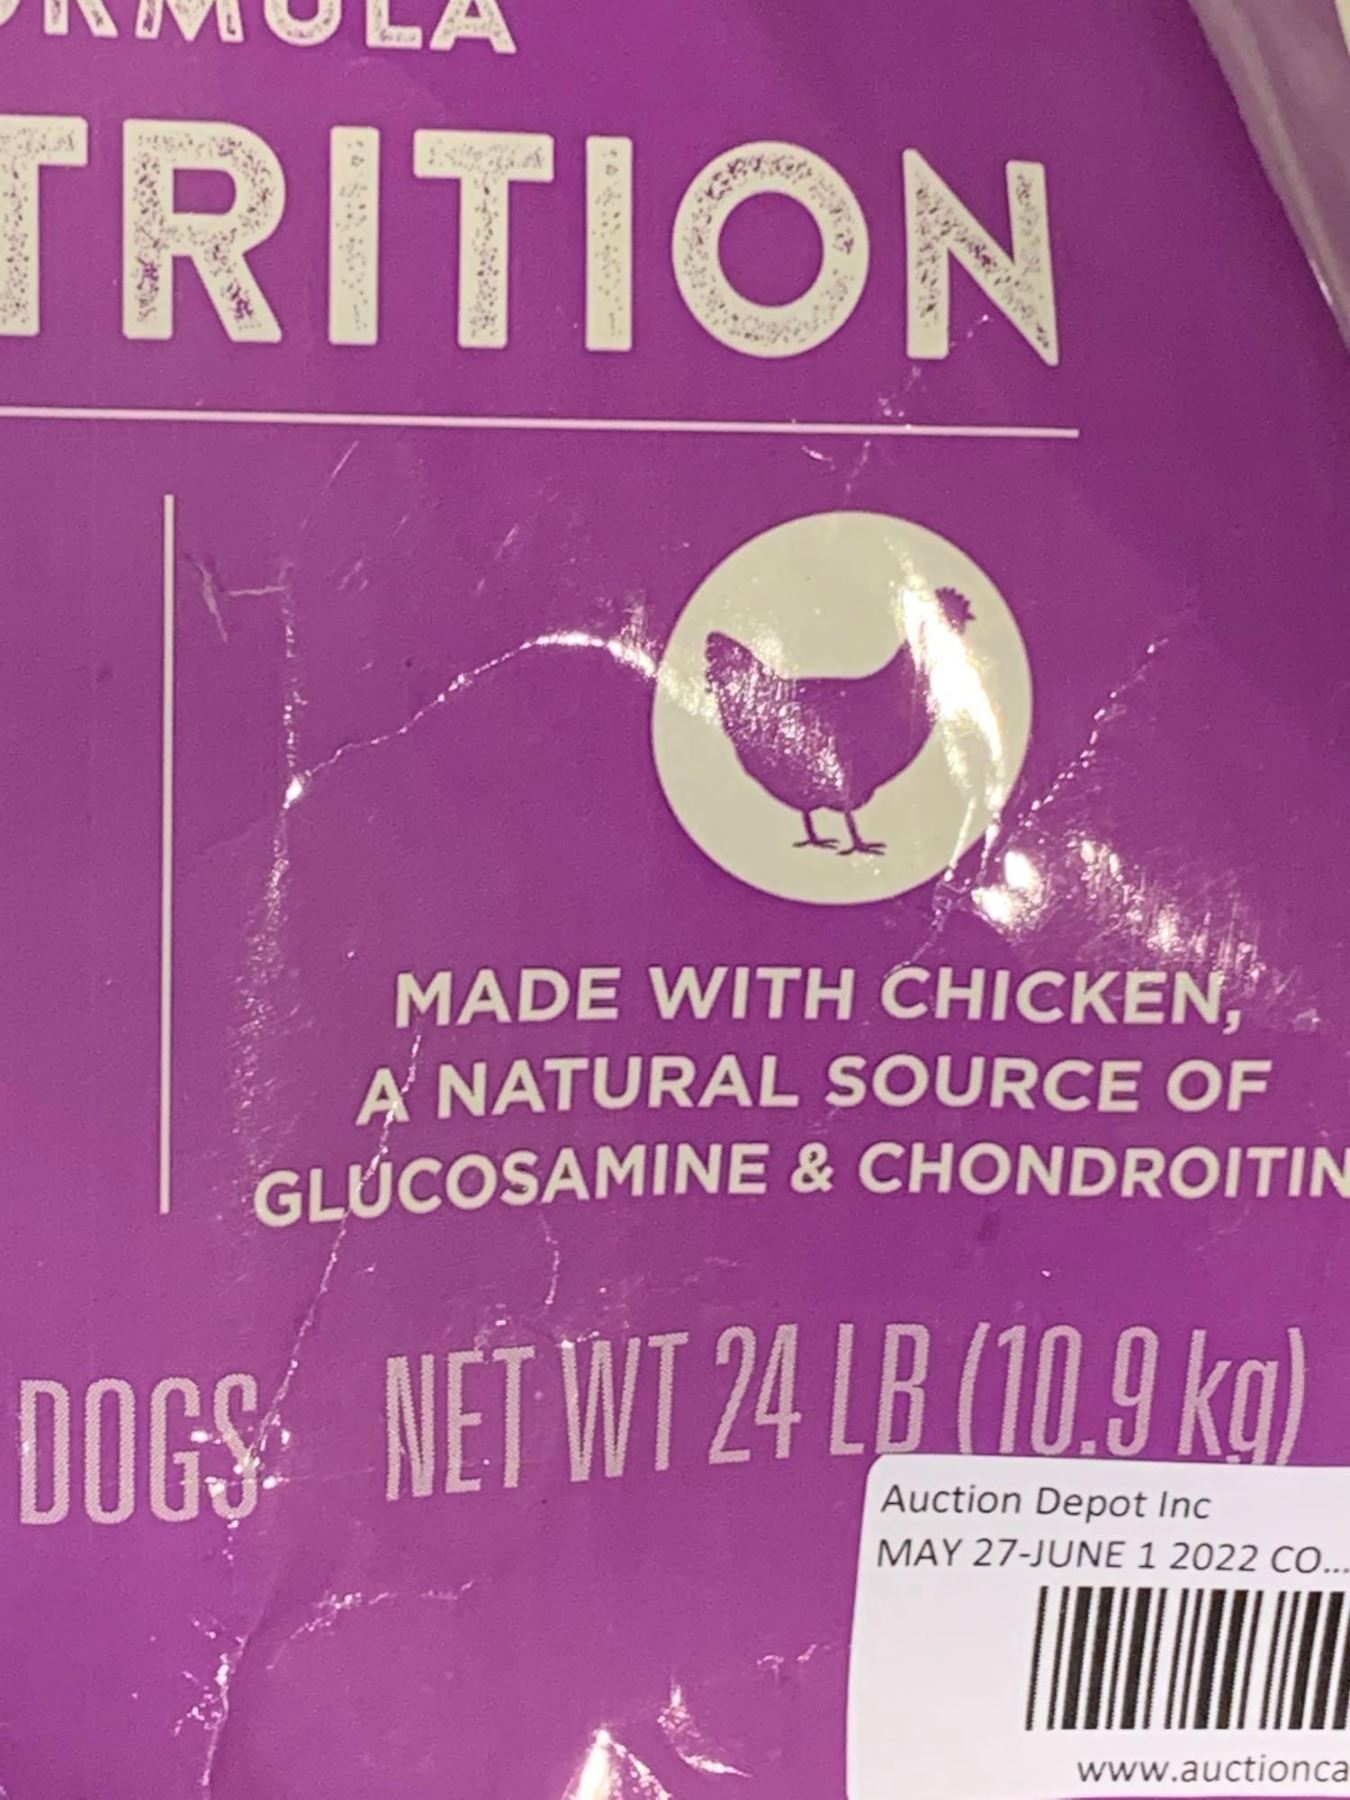 ORMULA
TRITION
MADE WITH CHICKEN,
A NATURAL SOURCE OF
GLUCOSAMINE & CHONDROITIN
DOGS NET WT 24 LB (10.9 kg)
Auction Depot Inc
MAY 27-JUNE 1 2022 CO...
www.auctionca